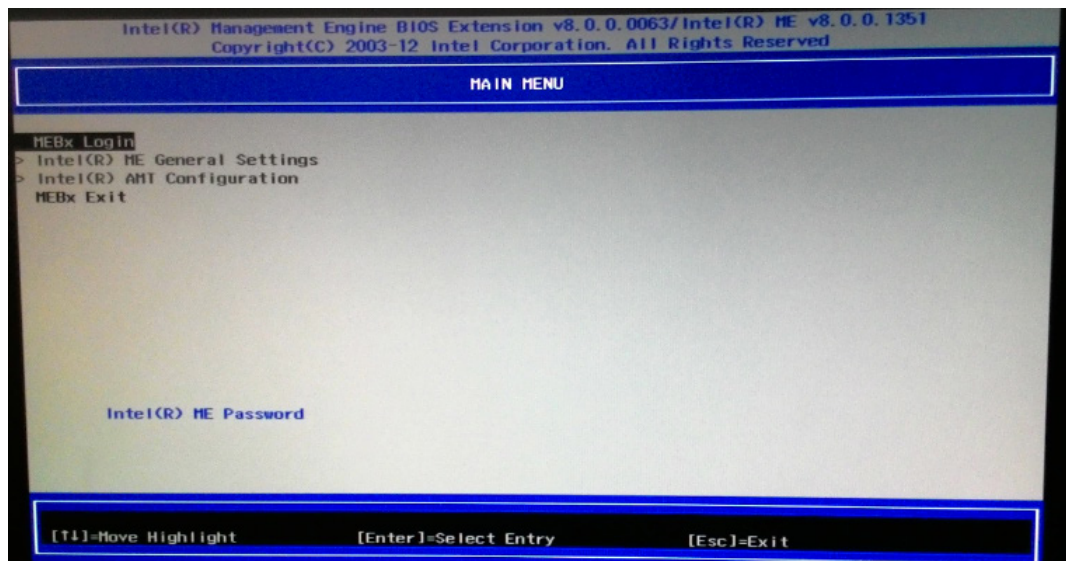 Intel(R) Management Engine BIOS Extension v8.0.0.0063/Intel(R) ME v8.0.0.1351
Copyright(C) 2003-12 Intel Corporation. All Rights Reserved
MAIN MENU
MEBx Login
> Intel(R) ME General Settings
> Intel(R) AMT Configuration
MEBx Exit
Intel(R) ME Password
[↑↓]=Move Highlight [Enter]=Select Entry [Esc]=Exit